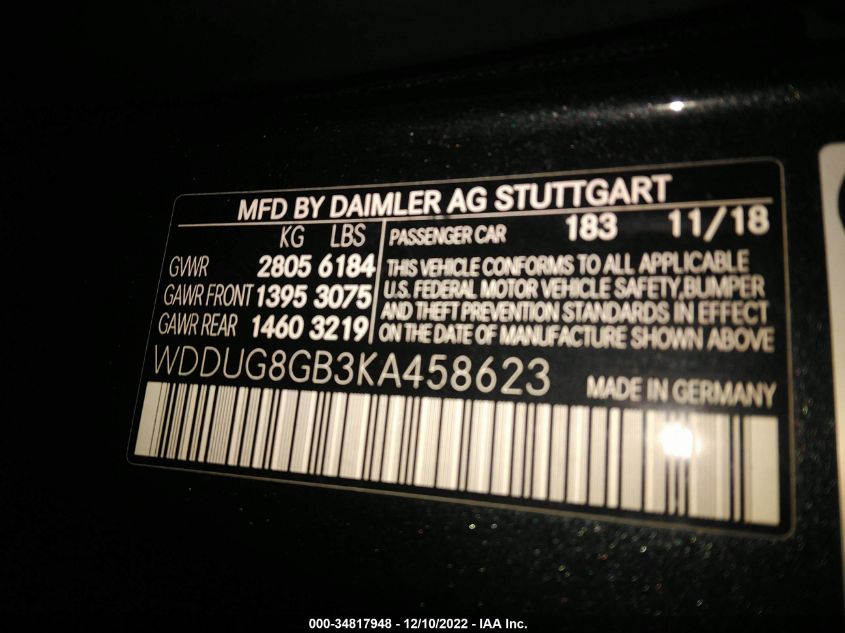 MFD BY DAIMLER AG STUTTGART
KG LBS
GVWR 2805 6184
GAWR FRONT 1395 3075
GAWR REAR 1460 3219
PASSENGER CAR 183 11/18
THIS VEHICLE CONFORMS TO ALL APPLICABLE
U.S. FEDERAL MOTOR VEHICLE SAFETY, BUMPER
AND THEFT PREVENTION STANDARDS IN EFFECT
ON THE DATE OF MANUFACTURE SHOWN ABOVE
WDDUG8GB3KA458623
MADE IN GERMANY
000-34817948 - 12/10/2022 - IAA Inc.